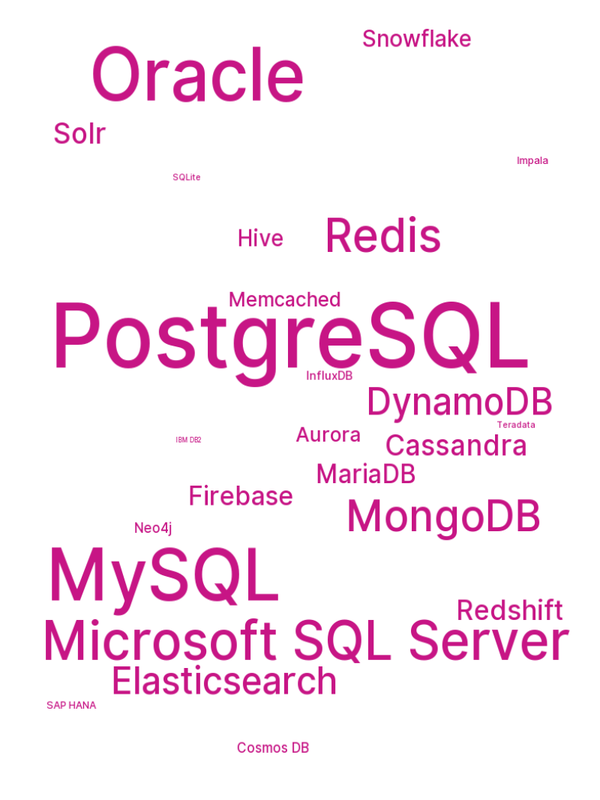 Snowflake
Oracle
Solr
Impala
SQLite
Redis
Hive
Memcached
PostgreSQL
InfluxDB
DynamoDB
Teradata
Aurora
IBM DB2
Cassandra
MariaDB
Firebase
MongoDB
Neo4j
MySQL
Redshift
Microsoft SQL Server
Elasticsearch
SAP HANA
Cosmos DB